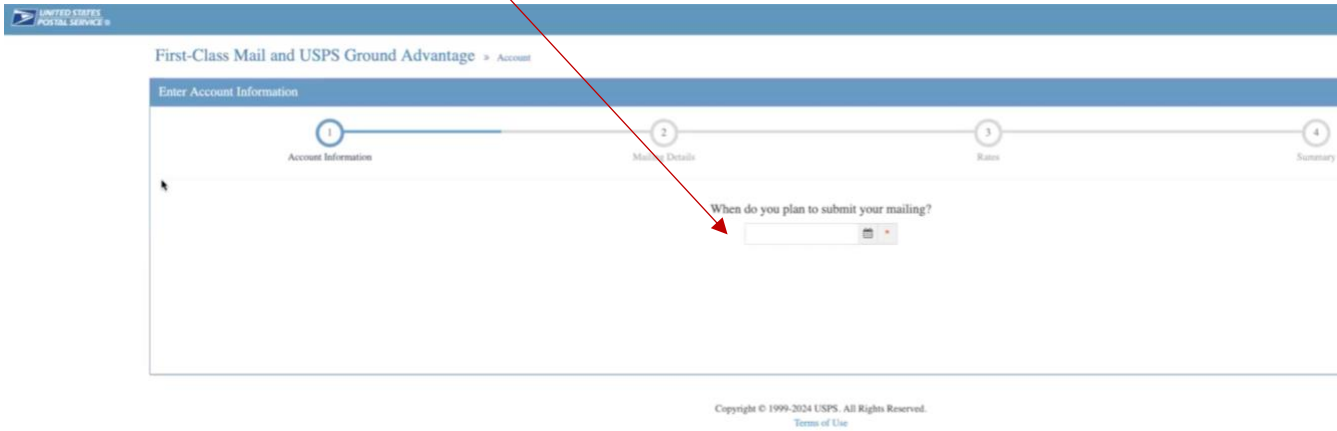 UNITED STATES
POSTAL SERVICE ®
First-Class Mail and USPS Ground Advantage » Account
Enter Account Information
1
2
3
4
Account Information
Mailing Details
Rates
Summary
When do you plan to submit your mailing?
*
Copyright © 1999-2024 USPS. All Rights Reserved.
Terms of Use